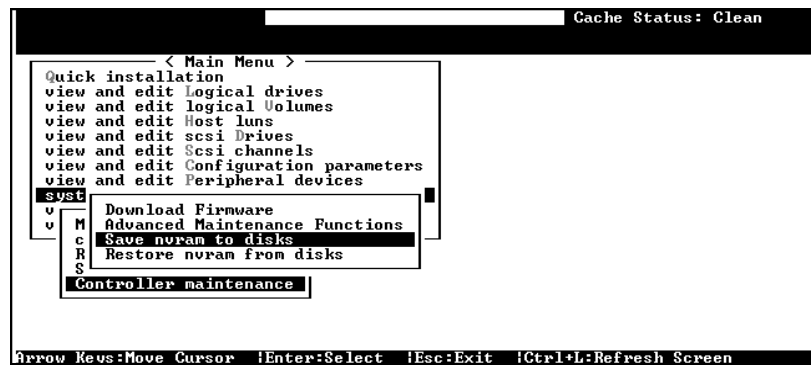 Cache Status: Clean
< Main Menu >
Quick installation
view and edit Logical drives
view and edit logical Volumes
view and edit Host luns
view and edit scsi Drives
view and edit Scsi channels
view and edit Configuration parameters
view and edit Peripheral devices
syst
v
v
Download Firmware
M Advanced Maintenance Functions
c Save nvram to disks
R Restore nvram from disks
S
Controller maintenance
Arrow Keys:Move Cursor |Enter:Select |Esc:Exit |Ctrl+L:Refresh Screen